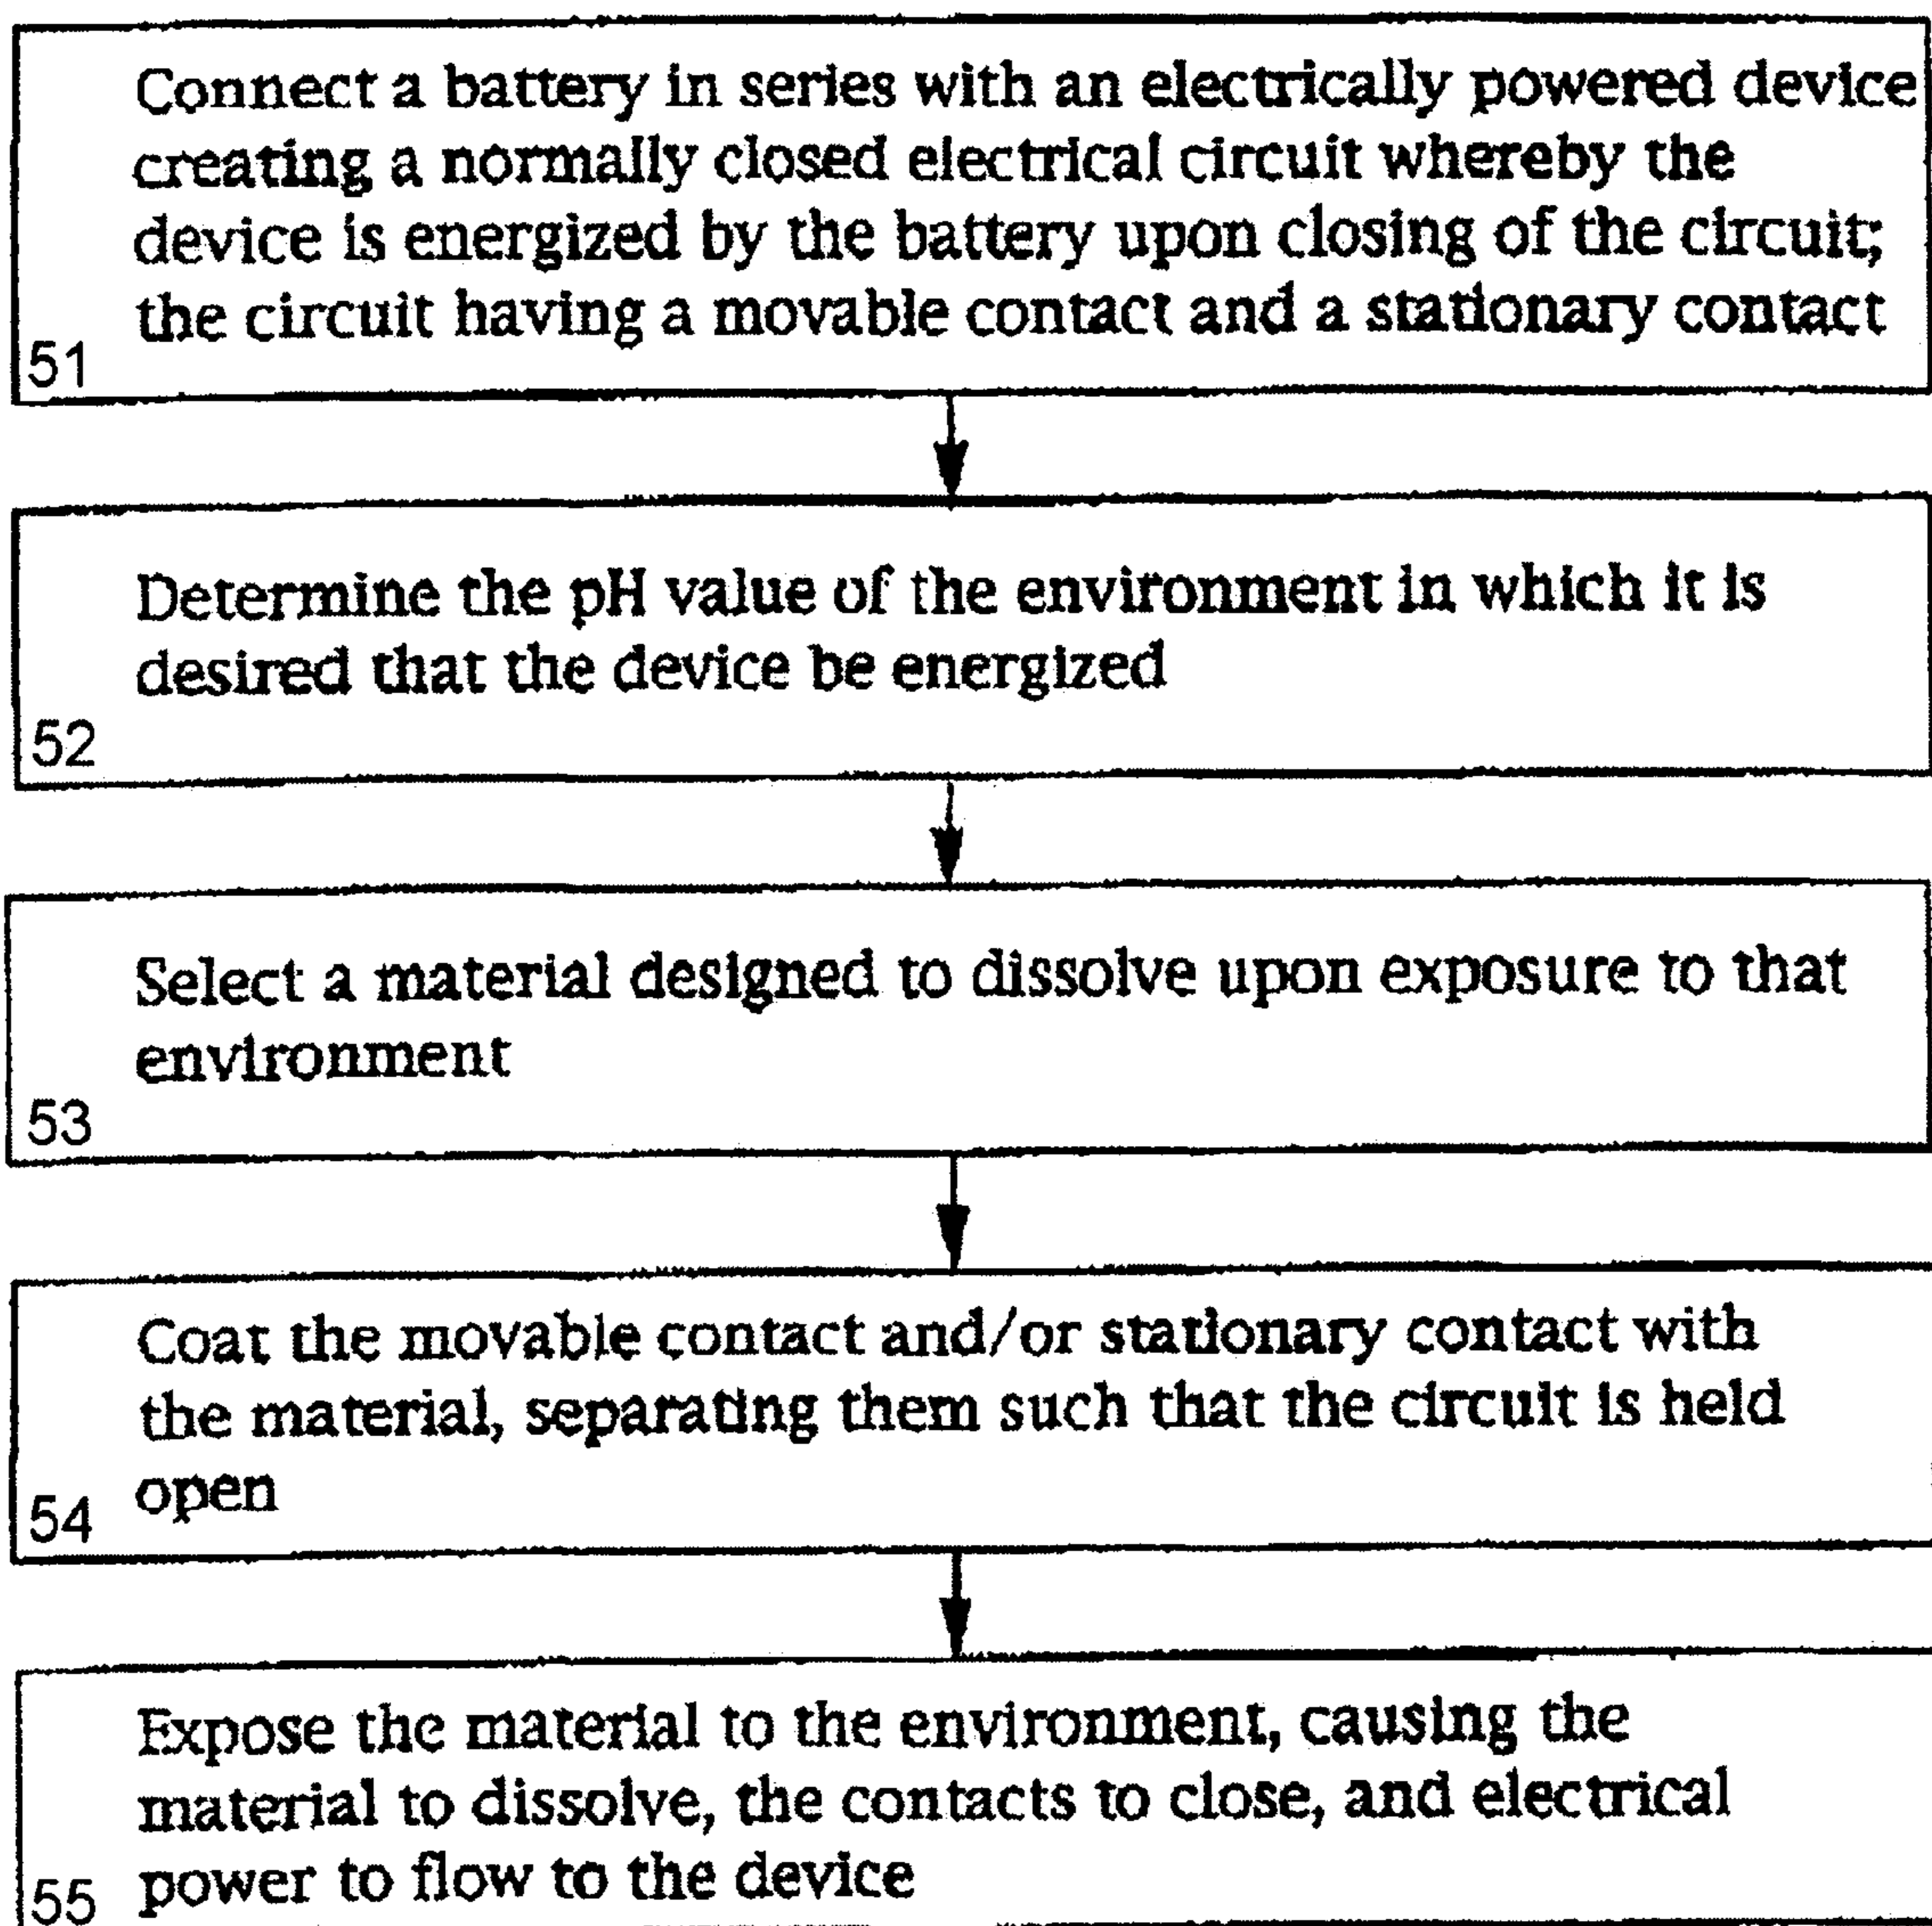 Connect a battery in series with an electrically powered device
creating a normally closed electrical circuit whereby the
device is energized by the battery upon closing of the circuit;
the circuit having a movable contact and a stationary contact
51
Determine the pH value of the environment in which it is
desired that the device be energized
52
Select a material designed to dissolve upon exposure to that
environment
53
Coat the movable contact and/or stationary contact with
the material, separating them such that the circuit is held
open
54
Expose the material to the environment, causing the
material to dissolve, the contacts to close, and electrical
power to flow to the device
55